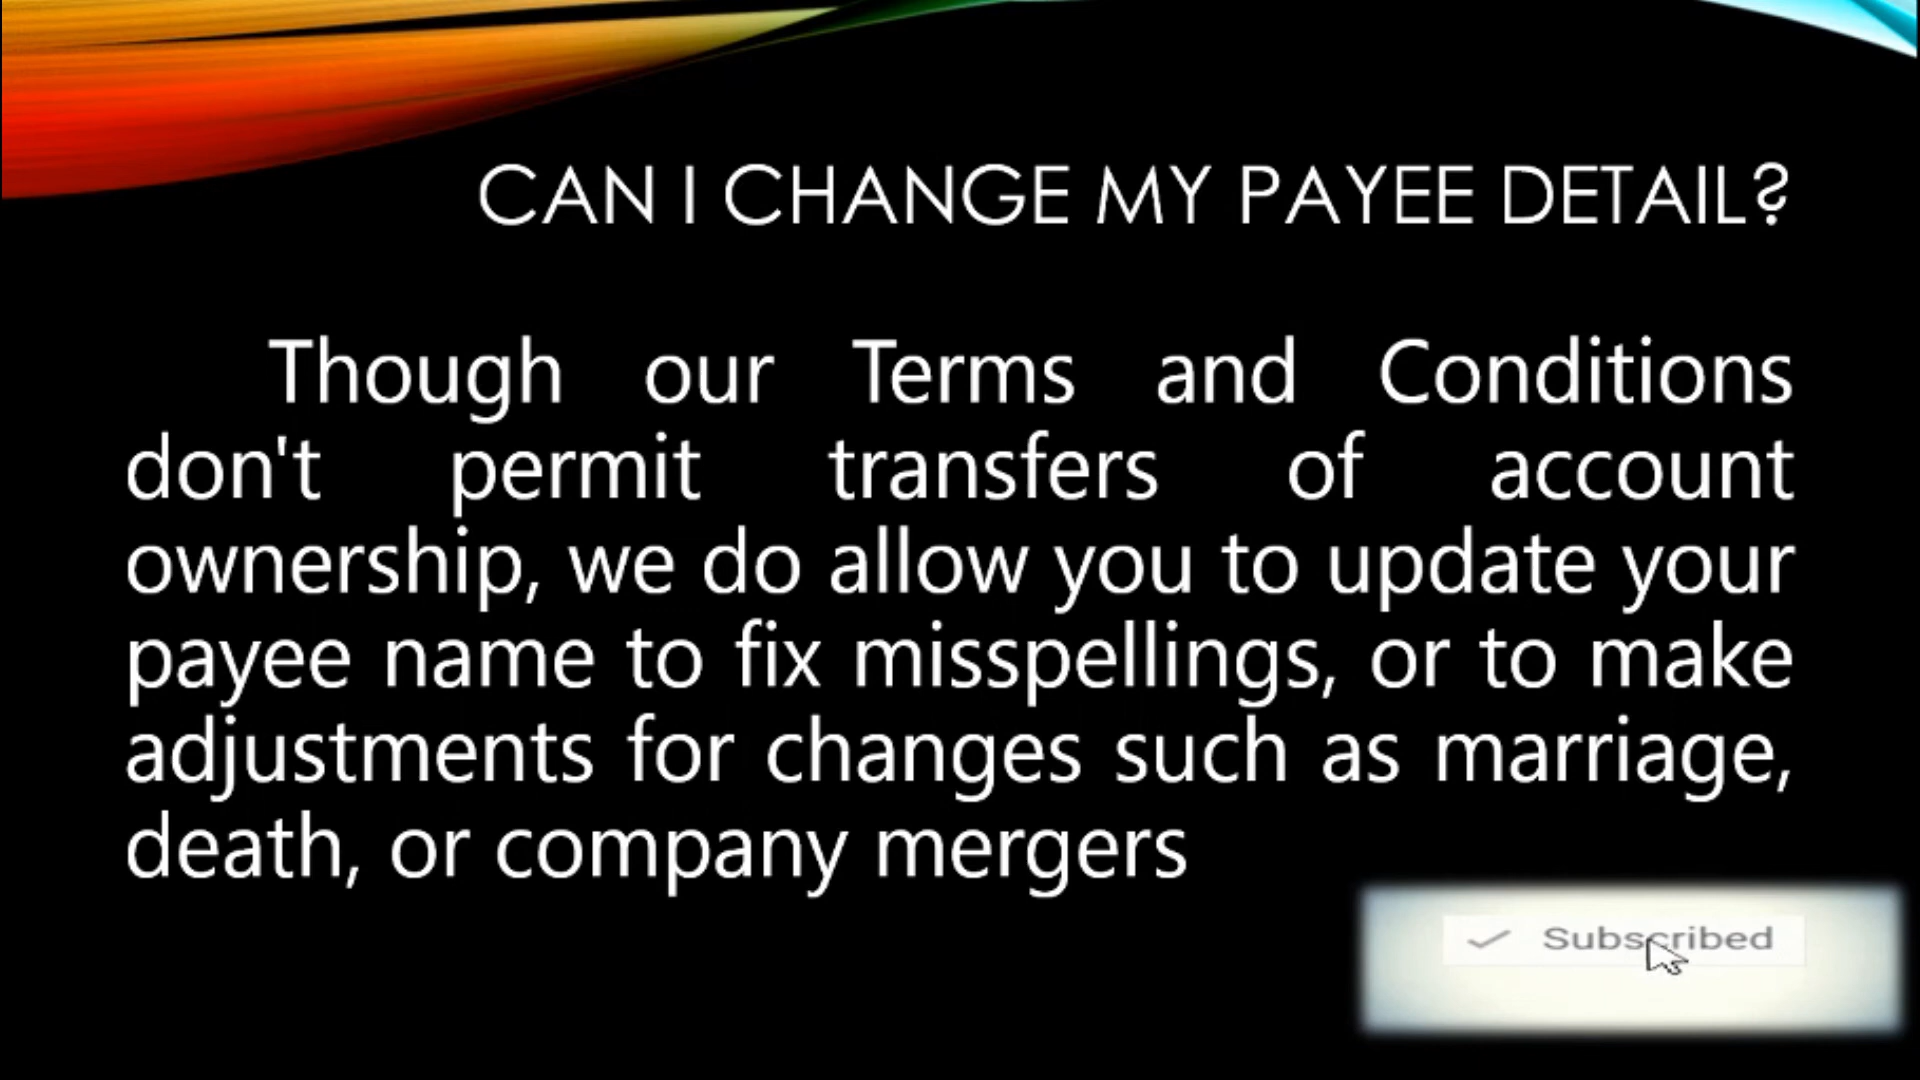 CAN I CHANGE MY PAYEE DETAIL?
Though our Terms and Conditions
don't permit transfers of account
ownership, we do allow you to update your
payee name to fix misspellings, or to make
adjustments for changes such as marriage,
death, or company mergers
Subscribed